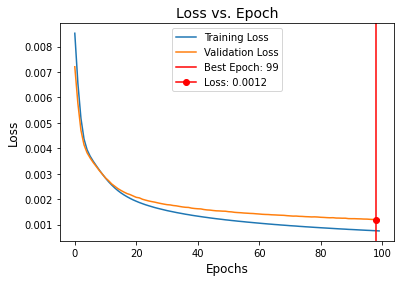 Loss vs. Epoch
Training Loss
Validation Loss
Best Epoch: 99
Loss: 0.0012
0.008
0.007
0.006
0.005
0.004
0.003
0.002
0.001
Loss
0
20
40
60
80
100
Epochs